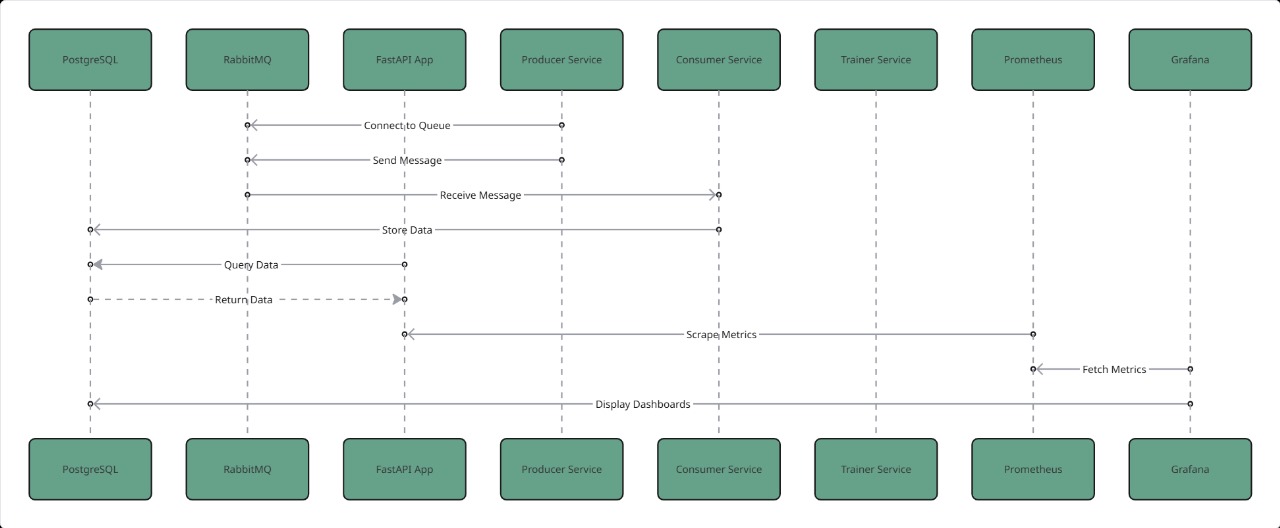 PostgreSQL
RabbitMQ
FastAPI App
Producer Service
Consumer Service
Trainer Service
Prometheus
Grafana
Connect to Queue
Send Message
Receive Message
Store Data
Query Data
Return Data
Scrape Metrics
Fetch Metrics
Display Dashboards
PostgreSQL
RabbitMQ
FastAPI App
Producer Service
Consumer Service
Trainer Service
Prometheus
Grafana